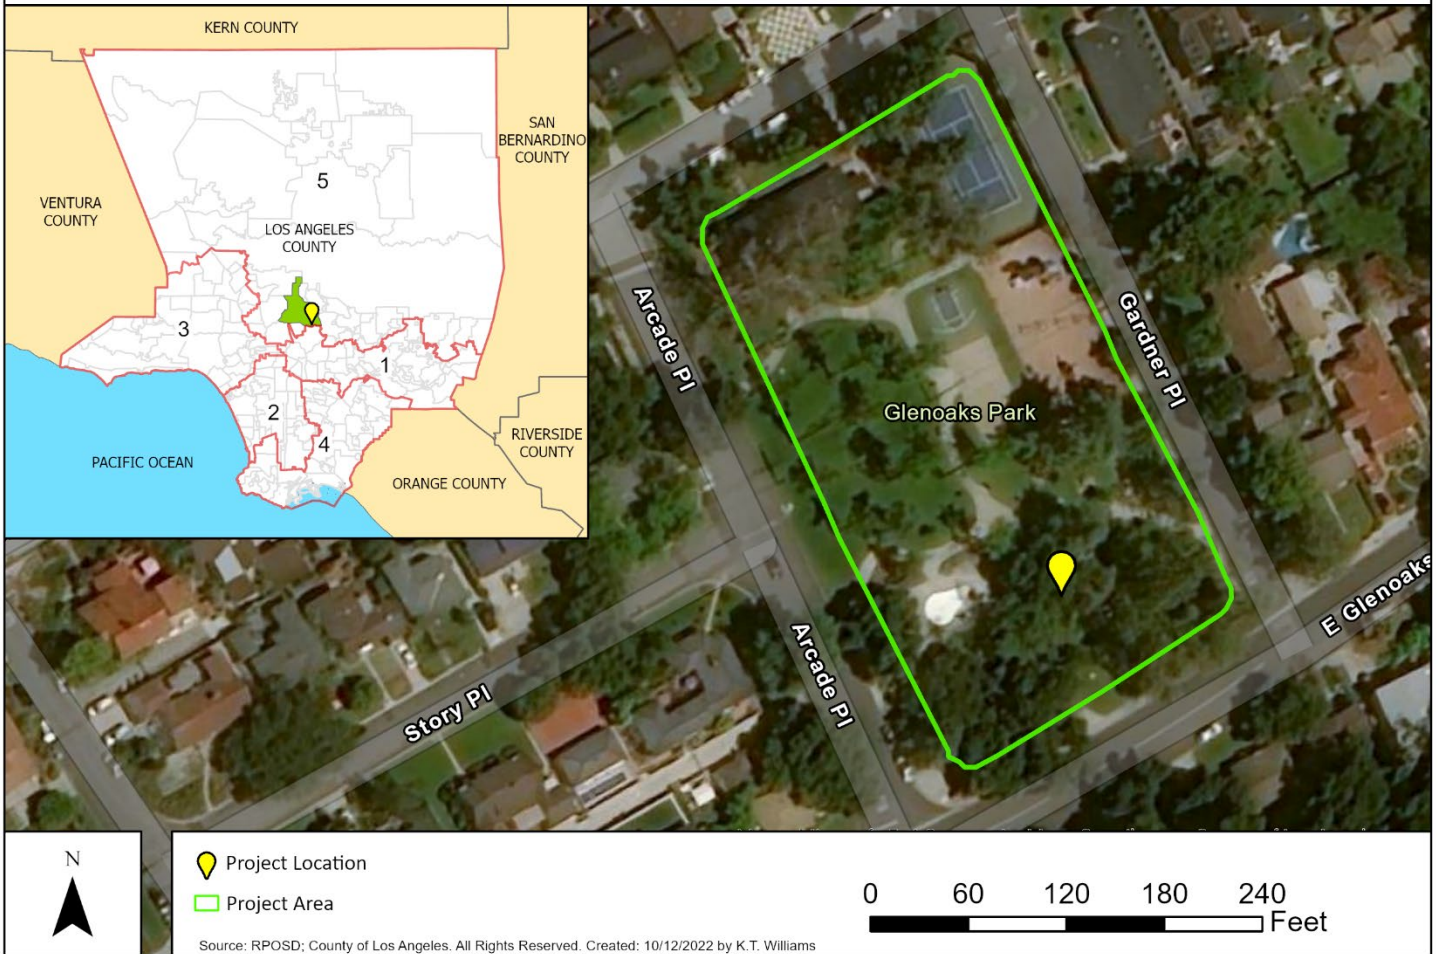 KERN COUNTY
SAN
BERNARDINO
COUNTY
VENTURA
COUNTY
5
LOS ANGELES
COUNTY
3
1
2
4
RIVERSIDE
COUNTY
PACIFIC OCEAN
ORANGE COUNTY
Arcade Pl
Gardner Pl
Glenoaks Park
E Glenoaks
Arcade Pl
Story Pl
N
Project Location
Project Area
0 60 120 180 240
Feet
Source: RPOSD; County of Los Angeles. All Rights Reserved. Created: 10/12/2022 by K.T. Williams